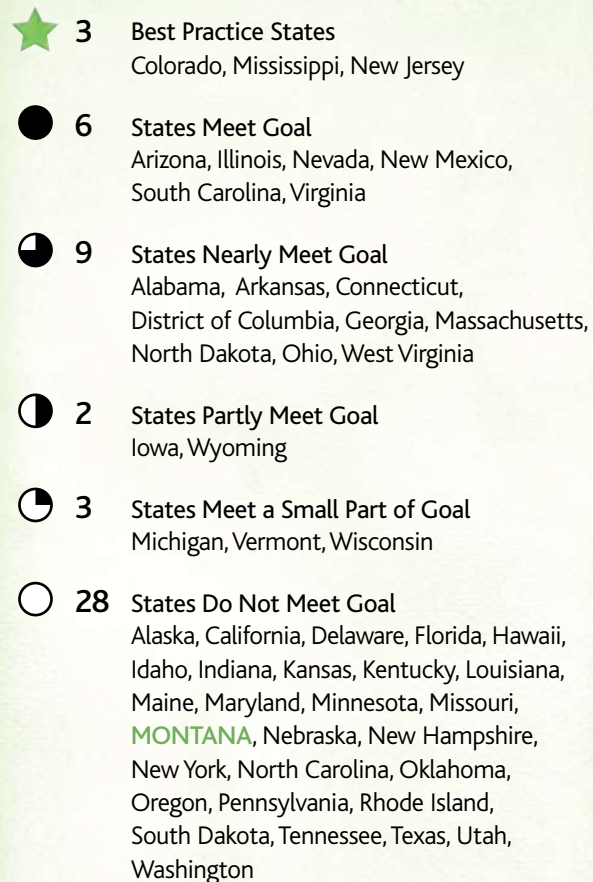 3 Best Practice States
Colorado, Mississippi, New Jersey
6 States Meet Goal
Arizona, Illinois, Nevada, New Mexico,
South Carolina, Virginia
9 States Nearly Meet Goal
Alabama, Arkansas, Connecticut,
District of Columbia, Georgia, Massachusetts,
North Dakota, Ohio, West Virginia
2 States Partly Meet Goal
Iowa, Wyoming
3 States Meet a Small Part of Goal
Michigan, Vermont, Wisconsin
28 States Do Not Meet Goal
Alaska, California, Delaware, Florida, Hawaii,
Idaho, Indiana, Kansas, Kentucky, Louisiana,
Maine, Maryland, Minnesota, Missouri,
MONTANA, Nebraska, New Hampshire,
New York, North Carolina, Oklahoma,
Oregon, Pennsylvania, Rhode Island,
South Dakota, Tennessee, Texas, Utah,
Washington